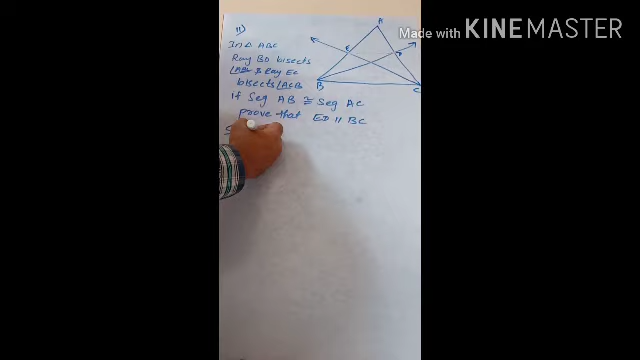 11)
In Δ ABC
Ray BD bisects
∠ABC & Ray EC
bisects ∠ACB
if Seg AB ≅ Seg AC
prove that ED || BC
S
A
E
D
B
C
Made with KINEMASTER